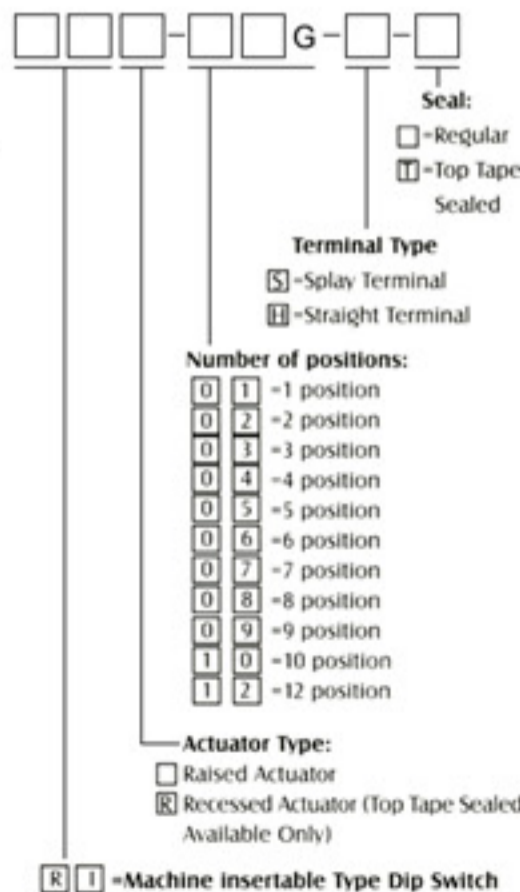 - G - -
Seal:
=Regular
T =Top Tape
Sealed
Terminal Type
S =Splay Terminal
H =Straight Terminal
Number of positions:
0 1 =1 position
0 2 =2 position
0 3 =3 position
0 4 =4 position
0 5 =5 position
0 6 =6 position
0 7 =7 position
0 8 =8 position
0 9 =9 position
1 0 =10 position
1 2 =12 position
Actuator Type:
Raised Actuator
R Recessed Actuator (Top Tape Sealed
Available Only)
R I =Machine insertable Type Dip Switch